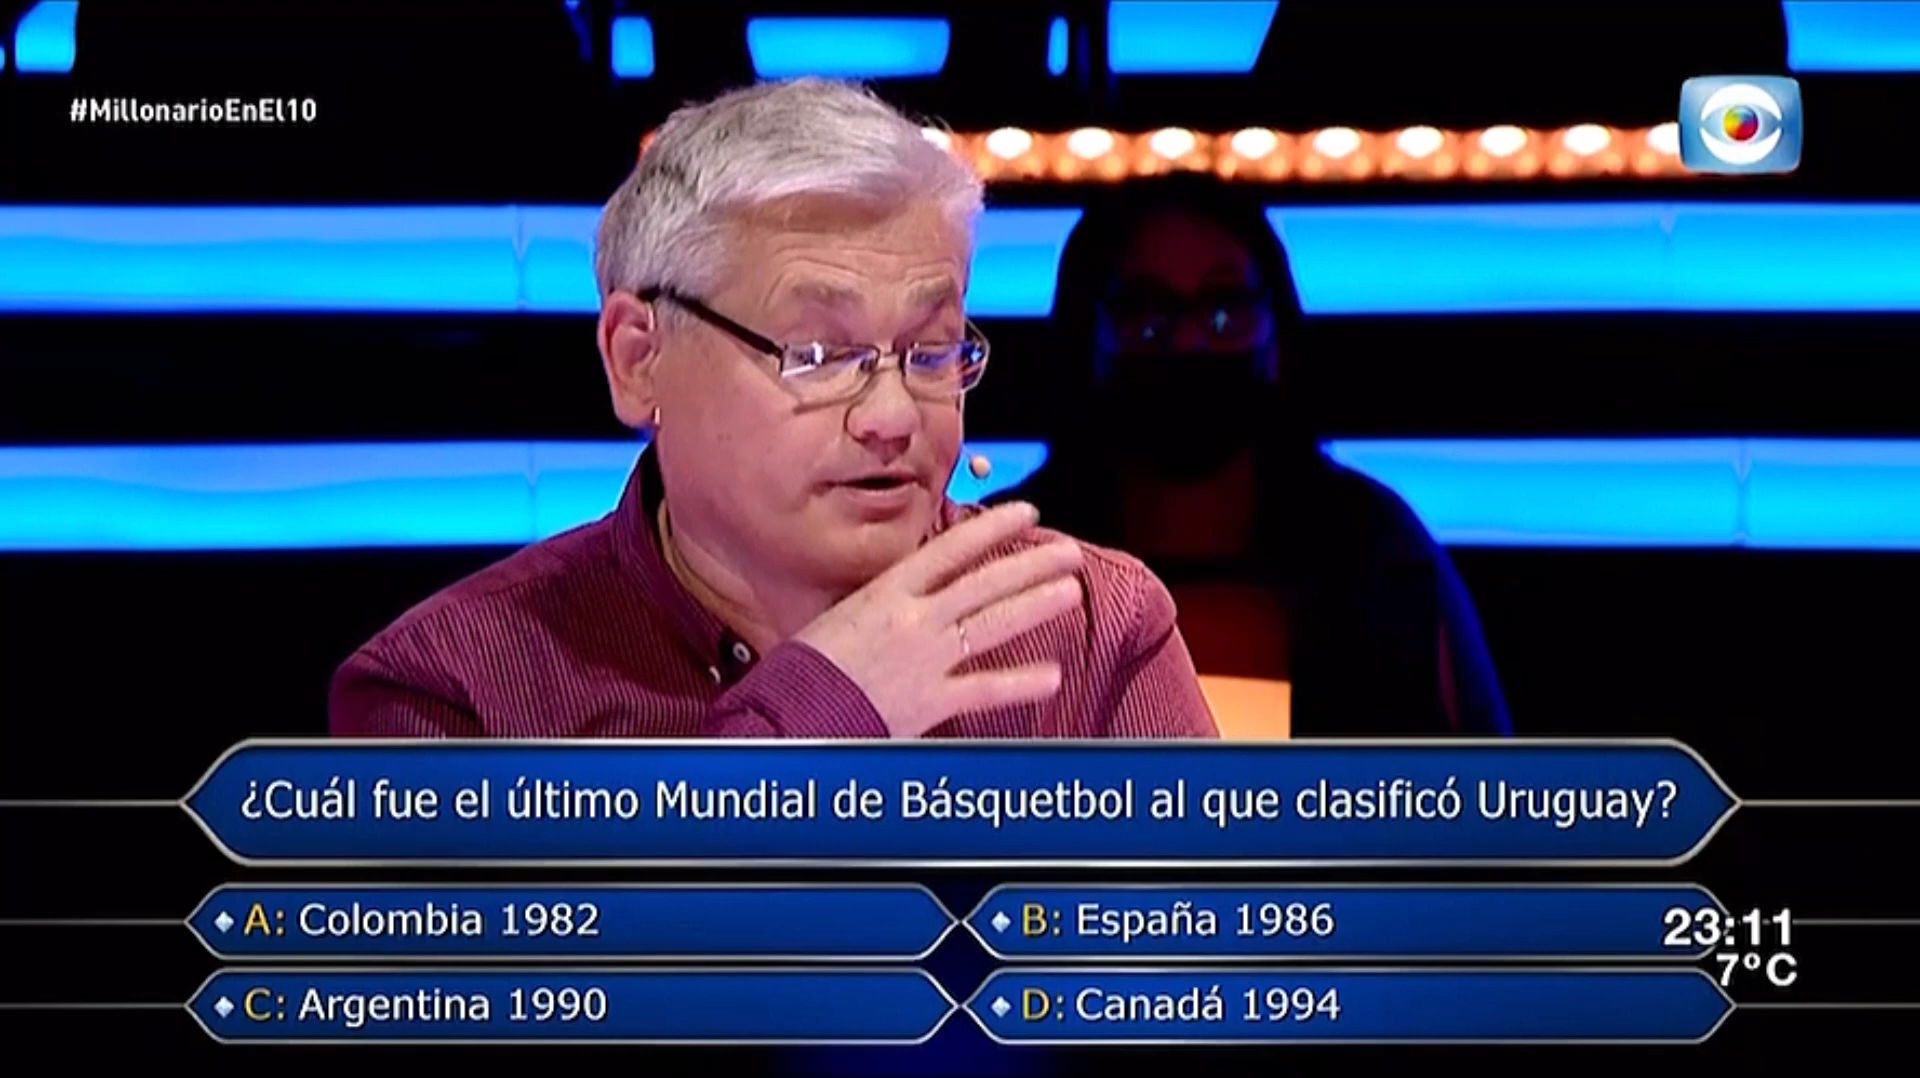 #MillonarioEnEl10
¿Cuál fue el último Mundial de Básquetbol al que clasificó Uruguay?
A: Colombia 1982
B: España 1986
C: Argentina 1990
D: Canadá 1994
23:11
7°C